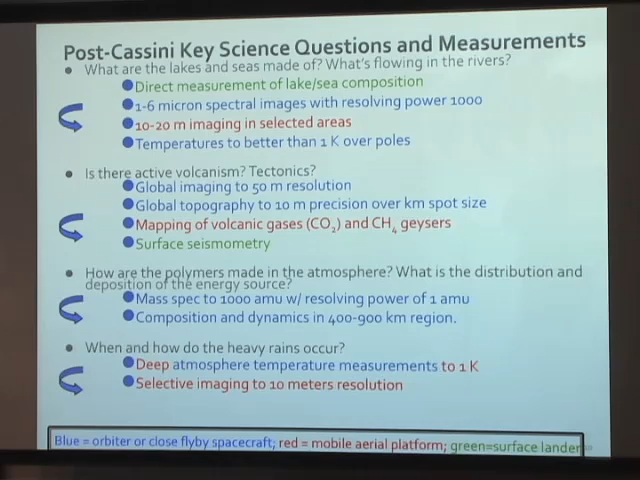 Post-Cassini Key Science Questions and Measurements
• What are the lakes and seas made of? What's flowing in the rivers?
●Direct measurement of lake/sea composition
●1-6 micron spectral images with resolving power 1000
●10-20 m imaging in selected areas
●Temperatures to better than 1 K over poles
• Is there active volcanism? Tectonics?
●Global imaging to 50 m resolution
●Global topography to 10 m precision over km spot size
●Mapping of volcanic gases (CO₂) and CH₄ geysers
●Surface seismometry
• How are the polymers made in the atmosphere? What is the distribution and
deposition of the energy source?
●Mass spec to 1000 amu w/ resolving power of 1 amu
●Composition and dynamics in 400-900 km region.
• When and how do the heavy rains occur?
●Deep atmosphere temperature measurements to 1 K
●Selective imaging to 10 meters resolution
Blue = orbiter or close flyby spacecraft; red = mobile aerial platform; green=surface lander